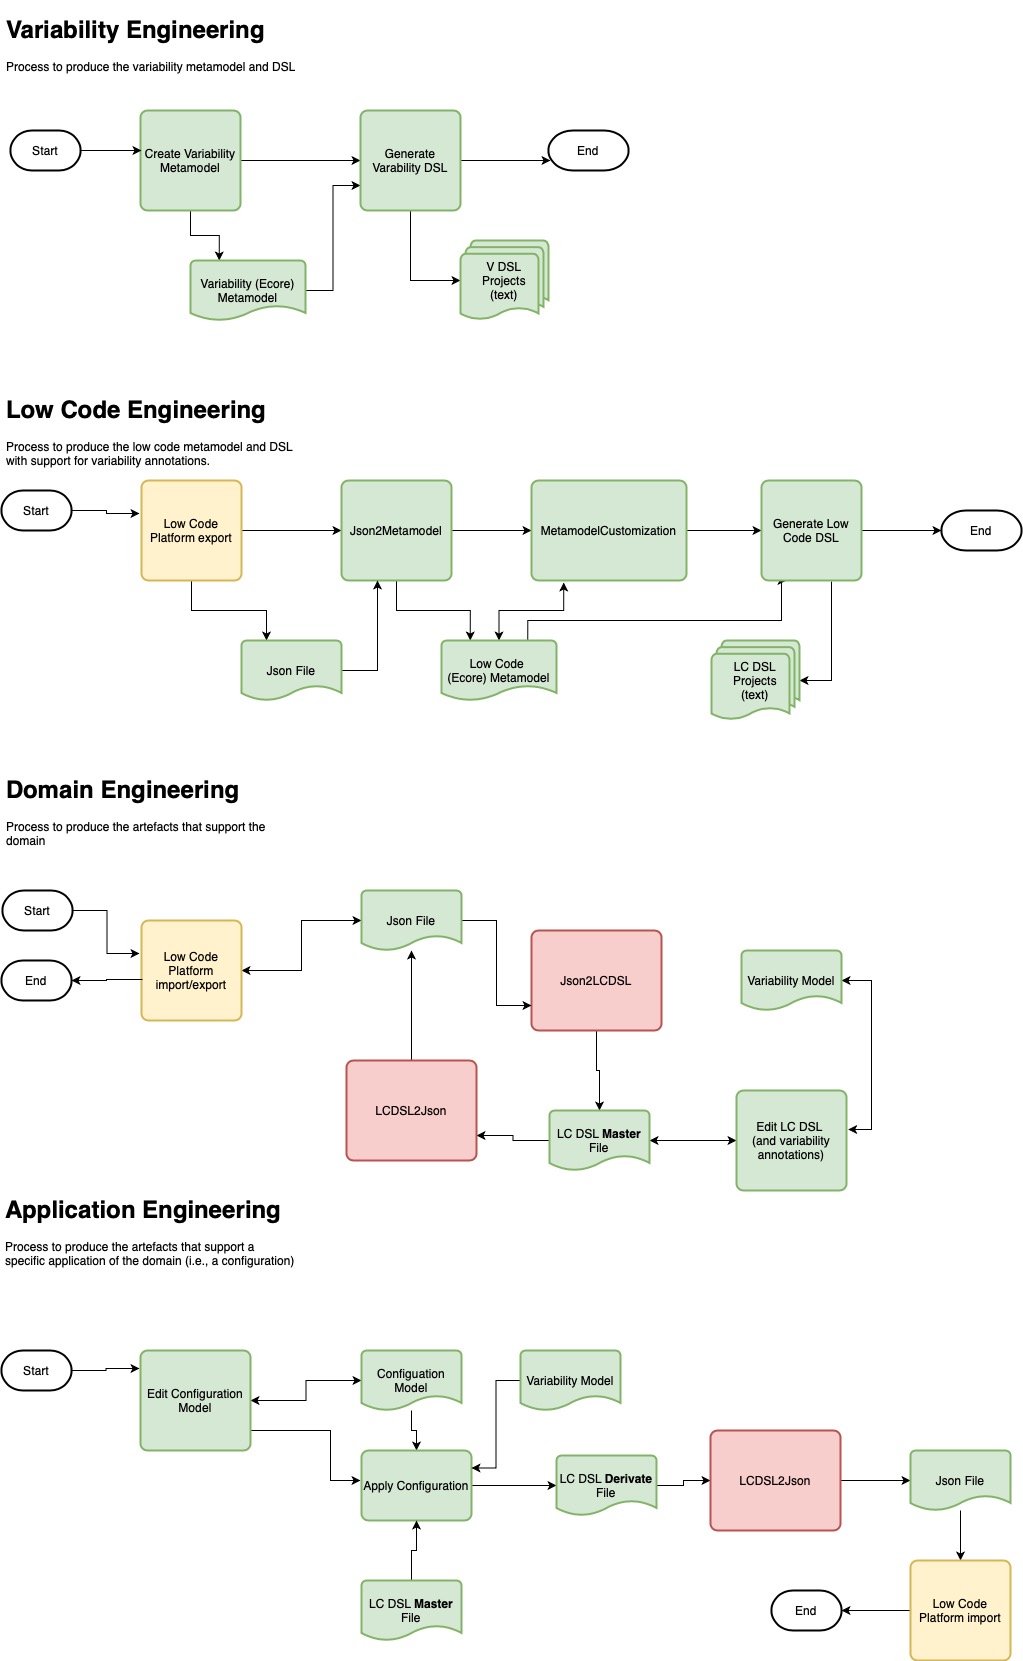 Variability Engineering
Process to produce the variability metamodel and DSL
Start
Create Variability
Metamodel
Generate
Varability DSL
End
Variability (Ecore)
Metamodel
V DSL
Projects
(text)
Low Code Engineering
Process to produce the low code metamodel and DSL
with support for variability annotations.
Start
Low Code
Platform export
Json2Metamodel
MetamodelCustomization
Generate Low
Code DSL
End
Json File
Low Code
(Ecore) Metamodel
LC DSL
Projects
(text)
Domain Engineering
Process to produce the artefacts that support the
domain
Start
End
Low Code
Platform
import/export
Json File
Json2LCDSL
Variability Model
LCDSL2Json
LC DSL Master
File
Edit LC DSL
(and variability
annotations)
Application Engineering
Process to produce the artefacts that support a
specific application of the domain (i.e., a configuration)
Start
Edit Configuration
Model
Configuation
Model
Variability Model
Apply Configuration
LC DSL Derivate
File
LCDSL2Json
Json File
LC DSL Master
File
End
Low Code
Platform import